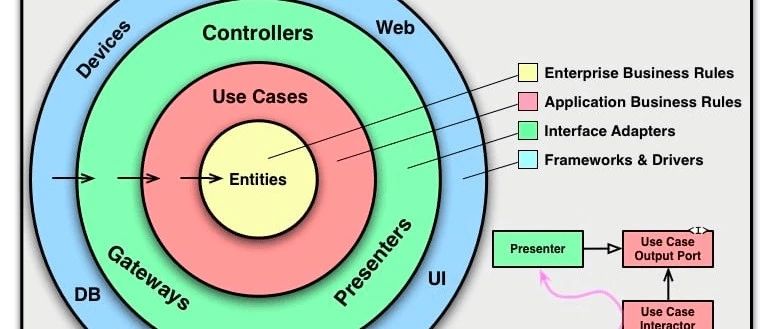 Devices
Controllers
Web
Use Cases
Entities
Gateways
Presenters
DB
UI
Enterprise Business Rules
Application Business Rules
Interface Adapters
Frameworks & Drivers
Presenter
<I>
Use Case
Output Port
Use Case
Interactor